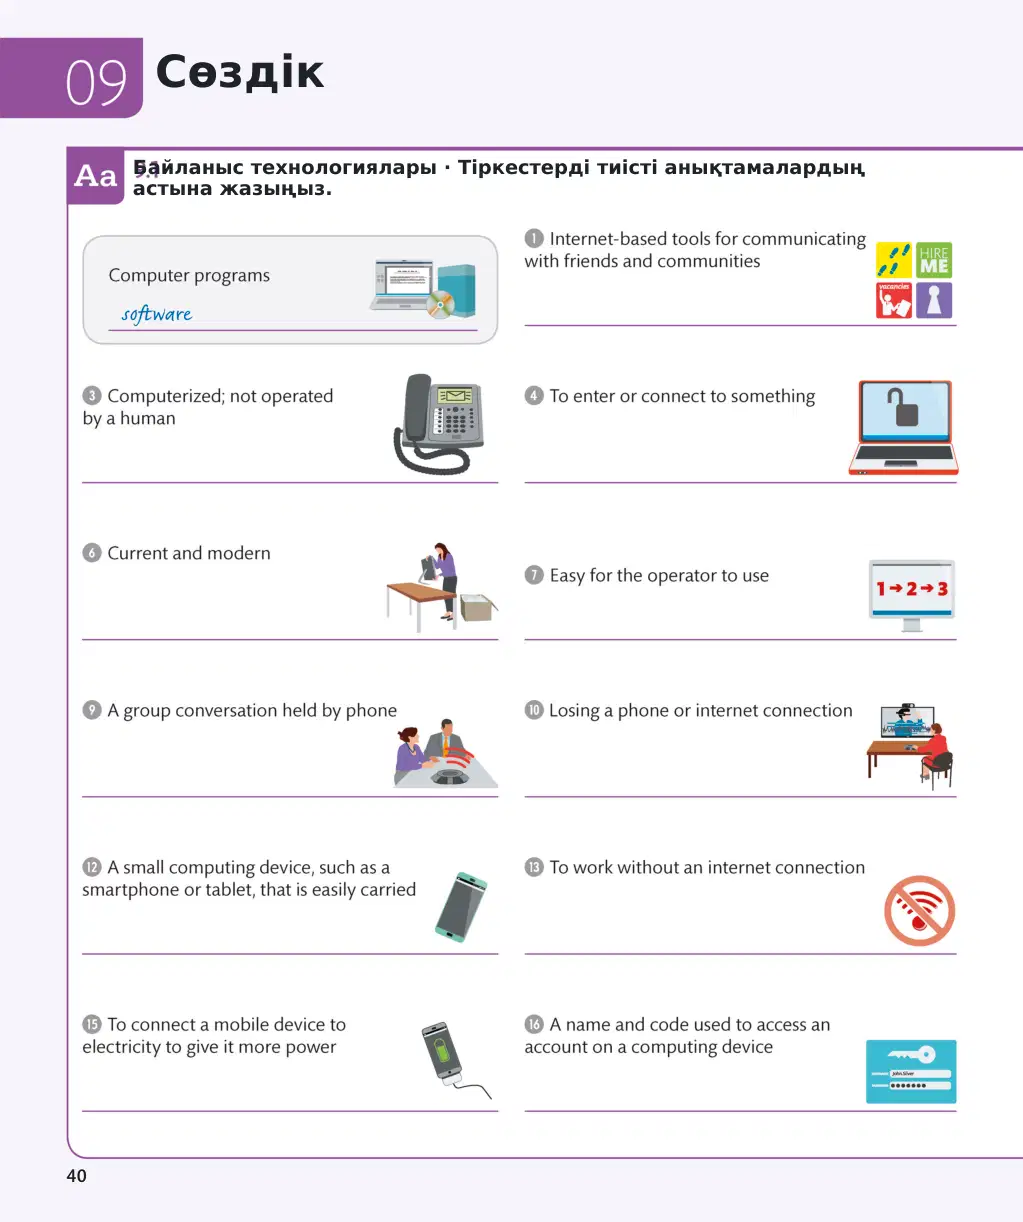 09
Сөздік
Aa
Байланыс технологиялары · Тіркестерді тиісті анықтамалардың
астына жазыңыз.
Computer programs
software
1 Internet-based tools for communicating
with friends and communities
HIRE
ME
vacancies
3 Computerized; not operated
by a human
4 To enter or connect to something
6 Current and modern
7 Easy for the operator to use
1➔2➔3
9 A group conversation held by phone
10 Losing a phone or internet connection
12 A small computing device, such as a
smartphone or tablet, that is easily carried
13 To work without an internet connection
15 To connect a mobile device to
electricity to give it more power
16 A name and code used to access an
account on a computing device
John Silver
40